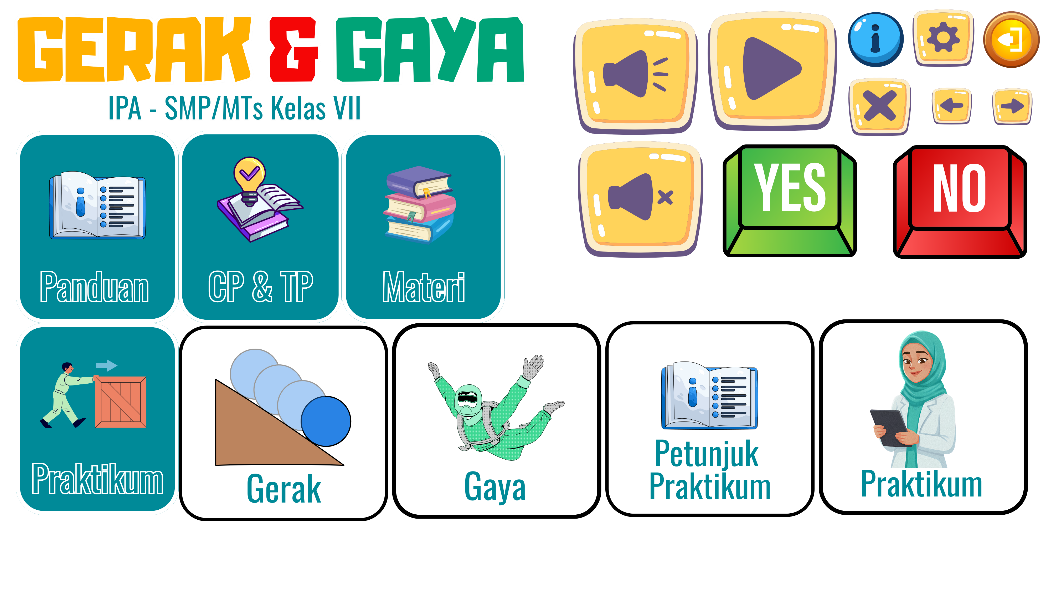 GERAK & GAYA
IPA - SMP/MTs Kelas VII
YES
NO
Panduan
CP & TP
Materi
Praktikum
Gerak
Gaya
Petunjuk
Praktikum
Praktikum